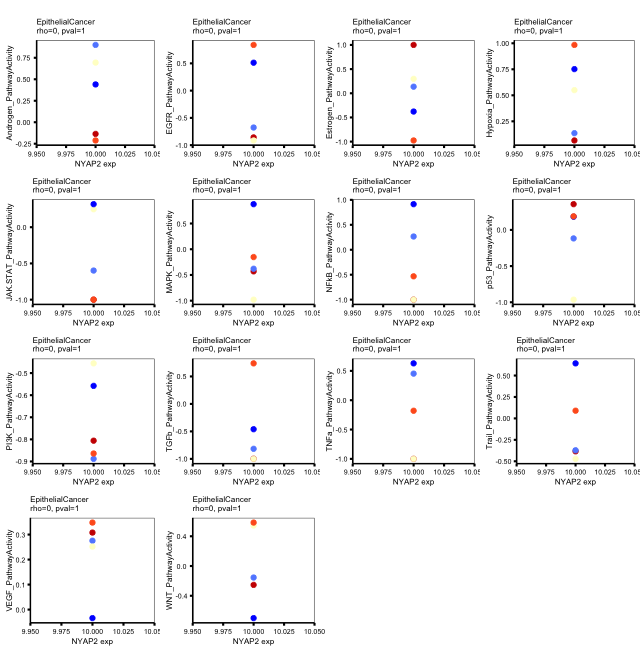 EpithelialCancer
rho=0, pval=1
Androgen_PathwayActivity
0.75
0.50
0.25
0.00
-0.25
9.950 9.975 10.000 10.025 10.05
NYAP2 exp
EpithelialCancer
rho=0, pval=1
EGFR_PathwayActivity
0.5
0.0
-0.5
-1.0
9.950 9.975 10.000 10.025 10.05
NYAP2 exp
EpithelialCancer
rho=0, pval=1
Estrogen_PathwayActivity
1.0
0.5
0.0
-0.5
-1.0
9.950 9.975 10.000 10.025 10.05
NYAP2 exp
EpithelialCancer
rho=0, pval=1
Hypoxia_PathwayActivity
1.00
0.75
0.50
0.25
9.950 9.975 10.000 10.025 10.05
NYAP2 exp
EpithelialCancer
rho=0, pval=1
JAK.STAT_PathwayActivity
0.0
-0.5
-1.0
9.950 9.975 10.000 10.025 10.05
NYAP2 exp
EpithelialCancer
rho=0, pval=1
MAPK_PathwayActivity
0.5
0.0
-0.5
-1.0
9.950 9.975 10.000 10.025 10.05
NYAP2 exp
EpithelialCancer
rho=0, pval=1
NFkB_PathwayActivity
1.0
0.5
0.0
-0.5
-1.0
9.950 9.975 10.000 10.025 10.05
NYAP2 exp
EpithelialCancer
rho=0, pval=1
p53_PathwayActivity
0.0
-0.5
-1.0
9.950 9.975 10.000 10.025 10.05
NYAP2 exp
EpithelialCancer
rho=0, pval=1
PI3K_PathwayActivity
-0.5
-0.6
-0.7
-0.8
-0.9
9.950 9.975 10.000 10.025 10.05
NYAP2 exp
EpithelialCancer
rho=0, pval=1
TGFb_PathwayActivity
0.5
0.0
-0.5
-1.0
9.950 9.975 10.000 10.025 10.05
NYAP2 exp
EpithelialCancer
rho=0, pval=1
TNFa_PathwayActivity
0.5
0.0
-0.5
-1.0
9.950 9.975 10.000 10.025 10.05
NYAP2 exp
EpithelialCancer
rho=0, pval=1
Trail_PathwayActivity
0.50
0.25
0.00
-0.25
-0.50
9.950 9.975 10.000 10.025 10.05
NYAP2 exp
EpithelialCancer
rho=0, pval=1
VEGF_PathwayActivity
0.3
0.2
0.1
0.0
9.950 9.975 10.000 10.025 10.05
NYAP2 exp
EpithelialCancer
rho=0, pval=1
WNT_PathwayActivity
0.4
0.0
-0.4
9.950 9.975 10.000 10.025 10.050
NYAP2 exp